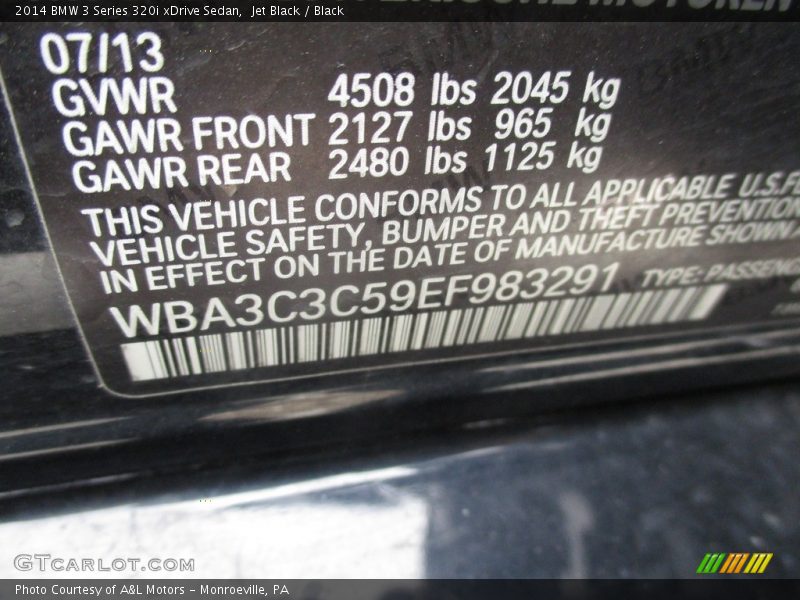 2014 BMW 3 Series 320i xDrive Sedan, Jet Black / Black
07/13
GVWR 4508 lbs 2045 kg
GAWR FRONT 2127 lbs 965 kg
GAWR REAR 2480 lbs 1125 kg
THIS VEHICLE CONFORMS TO ALL APPLICABLE U.S.
VEHICLE SAFETY, BUMPER AND THEFT PREVENTION
IN EFFECT ON THE DATE OF MANUFACTURE SHOWN
WBA3C3C59EF983291 TYPE:
GTCARLOT.COM
Photo Courtesy of A&L Motors – Monroeville, PA